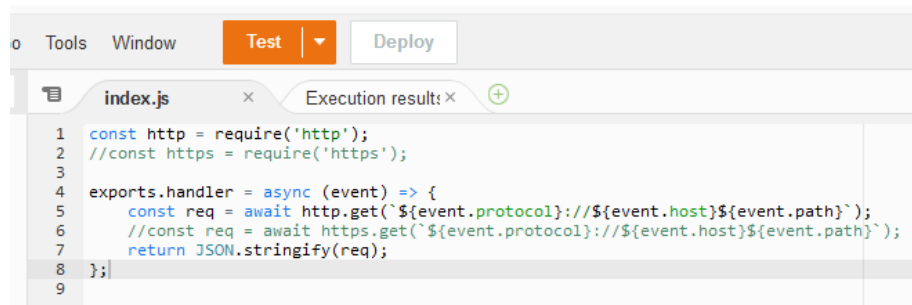 o Tools Window Test Deploy
index.js × Execution results ×
1 const http = require('http');
2 //const https = require('https');
3
4 exports.handler = async (event) => {
5 const req = await http.get(`${event.protocol}://${event.host}${event.path}`);
6 //const req = await https.get(`${event.protocol}://${event.host}${event.path}`);
7 return JSON.stringify(req);
8 };
9